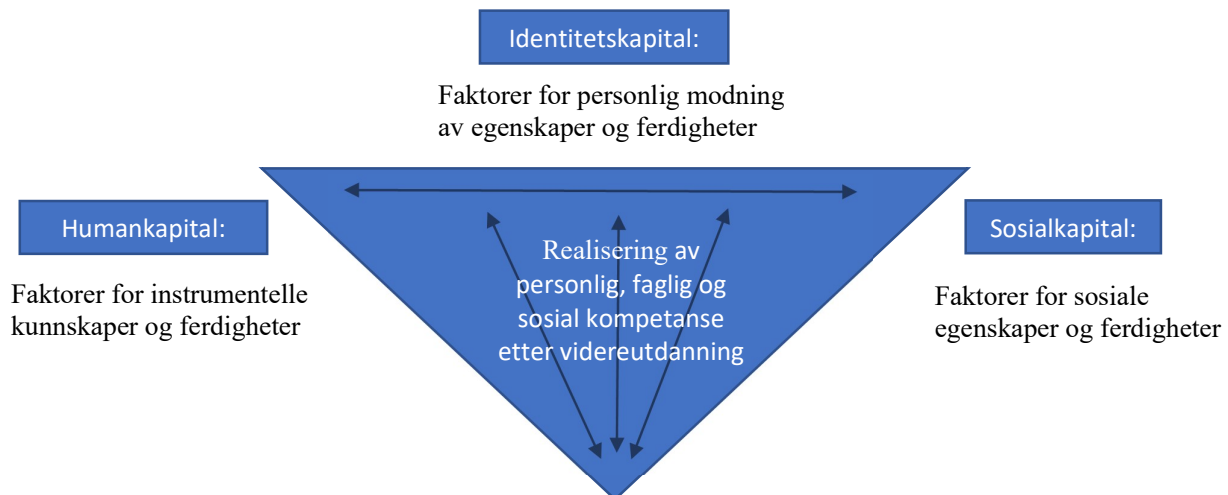 Identitetskapital:
Faktorer for personlig modning
av egenskaper og ferdigheter
Humankapital:
Faktorer for instrumentelle
kunnskaper og ferdigheter
Realisering av
personlig, faglig og
sosial kompetanse
etter videreutdanning
Sosialkapital:
Faktorer for sosiale
egenskaper og ferdigheter